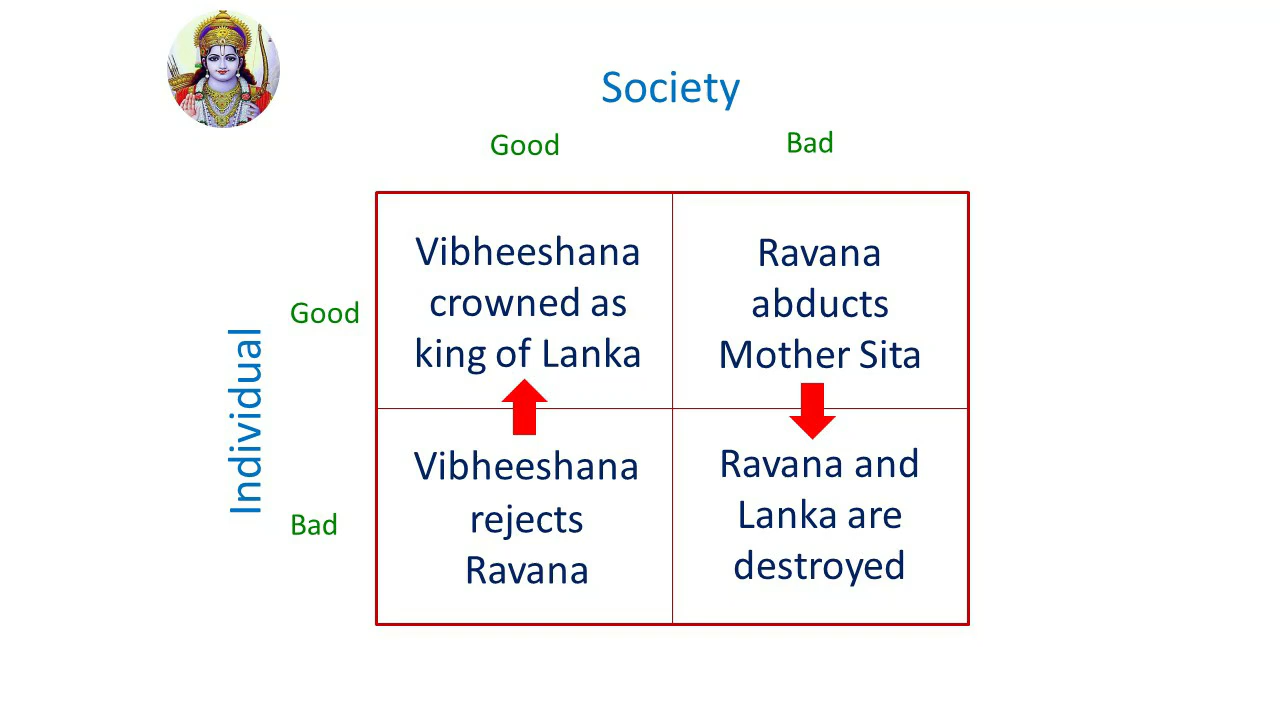 Society
Good
Bad
Individual
Good
Vibheeshana
crowned as
king of Lanka
Ravana
abducts
Mother Sita
Bad
Vibheeshana
rejects
Ravana
Ravana and
Lanka are
destroyed